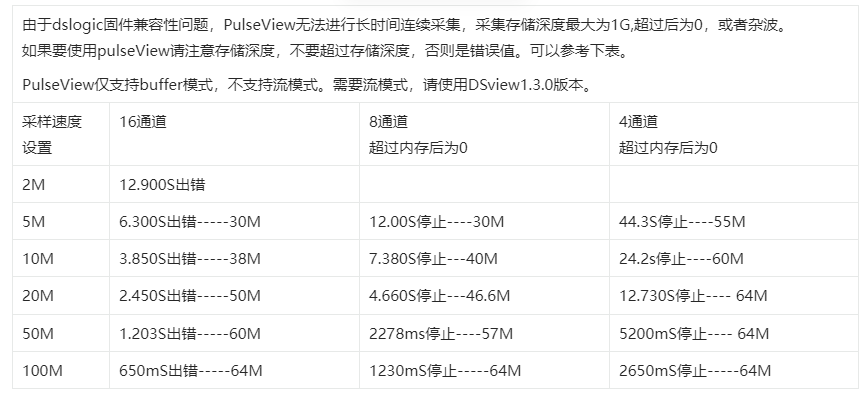 由于dslogic固件兼容性问题，PulseView无法进行长时间连续采集，采集存储深度最大为1G,超过后为0，或者杂波。
如果要使用pulseView请注意存储深度，不要超过存储深度，否则是错误值。可以参考下表。
PulseView仅支持buffer模式，不支持流模式。需要流模式，请使用DSview1.3.0版本。
采样速度 16通道 8通道 4通道
设置 超过内存后为0 超过内存后为0
2M 12.900S出错
5M 6.300S出错-----30M 12.00S停止----30M 44.3S停止----55M
10M 3.850S出错-----38M 7.380S停止---40M 24.2s停止----60M
20M 2.450S出错-----50M 4.660S停止---46.6M 12.730S停止---- 64M
50M 1.203S出错-----60M 2278ms停止----57M 5200mS停止---- 64M
100M 650mS出错-----64M 1230mS停止-----64M 2650mS停止-----64M